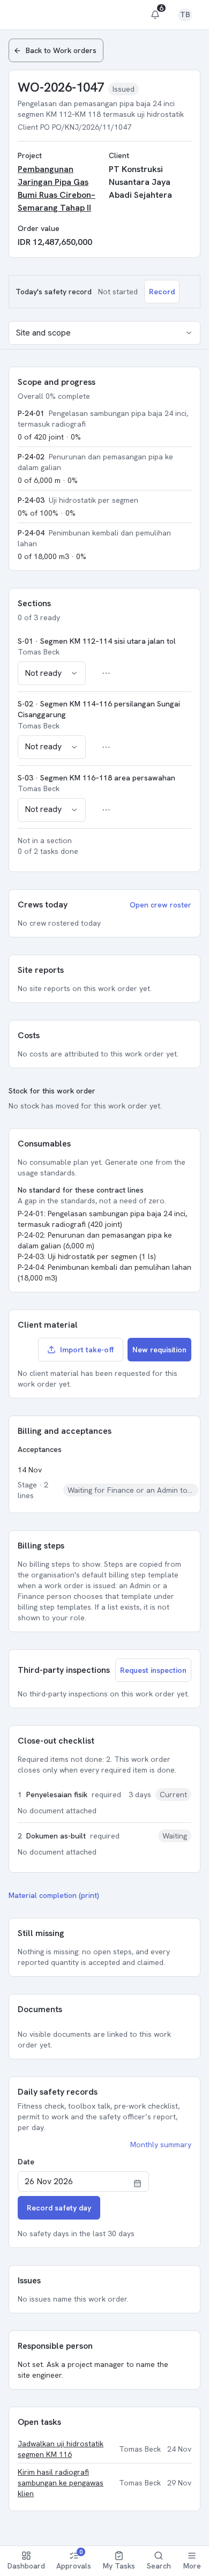 6
TB
Back to Work orders
WO-2026-1047 Issued
Pengelasan dan pemasangan pipa baja 24 inci
segmen KM 112–KM 118 termasuk uji hidrostatik
Client PO PO/KNJ/2026/11/1047
Project
Pembangunan
Jaringan Pipa Gas
Bumi Ruas Cirebon–
Semarang Tahap II
Client
PT Konstruksi
Nusantara Jaya
Abadi Sejahtera
Order value
IDR 12,487,650,000
Today's safety record Not started Record
Site and scope
Scope and progress
Overall 0% complete
P-24-01 Pengelasan sambungan pipa baja 24 inci,
termasuk radiografi
0 of 420 joint · 0%
P-24-02 Penurunan dan pemasangan pipa ke
dalam galian
0 of 6,000 m · 0%
P-24-03 Uji hidrostatik per segmen
0% of 100% · 0%
P-24-04 Penimbunan kembali dan pemulihan
lahan
0 of 18,000 m3 · 0%
Sections
0 of 3 ready
S-01 · Segmen KM 112–114 sisi utara jalan tol
Tomas Beck
Not ready
S-02 · Segmen KM 114–116 persilangan Sungai
Cisanggarung
Tomas Beck
Not ready
S-03 · Segmen KM 116–118 area persawahan
Tomas Beck
Not ready
Not in a section
0 of 2 tasks done
Crews today Open crew roster
No crew rostered today
Site reports
No site reports on this work order yet.
Costs
No costs are attributed to this work order yet.
Stock for this work order
No stock has moved for this work order yet.
Consumables
No consumable plan yet. Generate one from the
usage standards.
No standard for these contract lines
A gap in the standards, not a need of zero.
P-24-01: Pengelasan sambungan pipa baja 24 inci,
termasuk radiografi (420 joint)
P-24-02: Penurunan dan pemasangan pipa ke
dalam galian (6,000 m)
P-24-03: Uji hidrostatik per segmen (1 ls)
P-24-04: Penimbunan kembali dan pemulihan lahan
(18,000 m3)
Client material
Import take-off New requisition
No client material has been requested for this
work order yet.
Billing and acceptances
Acceptances
14 Nov
Stage · 2
lines
Waiting for Finance or an Admin to...
Billing steps
No billing steps to show. Steps are copied from
the organisation's default billing step template
when a work order is issued: an Admin or a
Finance person chooses that template under
billing step templates. If a list exists, it is not
shown to your role.
Third-party inspections Request inspection
No third-party inspections on this work order yet.
Close-out checklist
Required items not done: 2. This work order
closes only when every required item is done.
1 Penyelesaian fisik required 3 days Current
No document attached
2 Dokumen as-built required Waiting
No document attached
Material completion (print)
Still missing
Nothing is missing: no open steps, and every
reported quantity is accepted and claimed.
Documents
No visible documents are linked to this work
order yet.
Daily safety records
Fitness check, toolbox talk, pre-work checklist,
permit to work and the safety officer's report,
per day.
Monthly summary
Date
26 Nov 2026
Record safety day
No safety days in the last 30 days
Issues
No issues name this work order.
Responsible person
Not set. Ask a project manager to name the
site engineer.
Open tasks
Jadwalkan uji hidrostatik
segmen KM 116
Tomas Beck 24 Nov
Kirim hasil radiografi
sambungan ke pengawas
klien
Tomas Beck 29 Nov
Dashboard
Approvals
My Tasks
Search
More